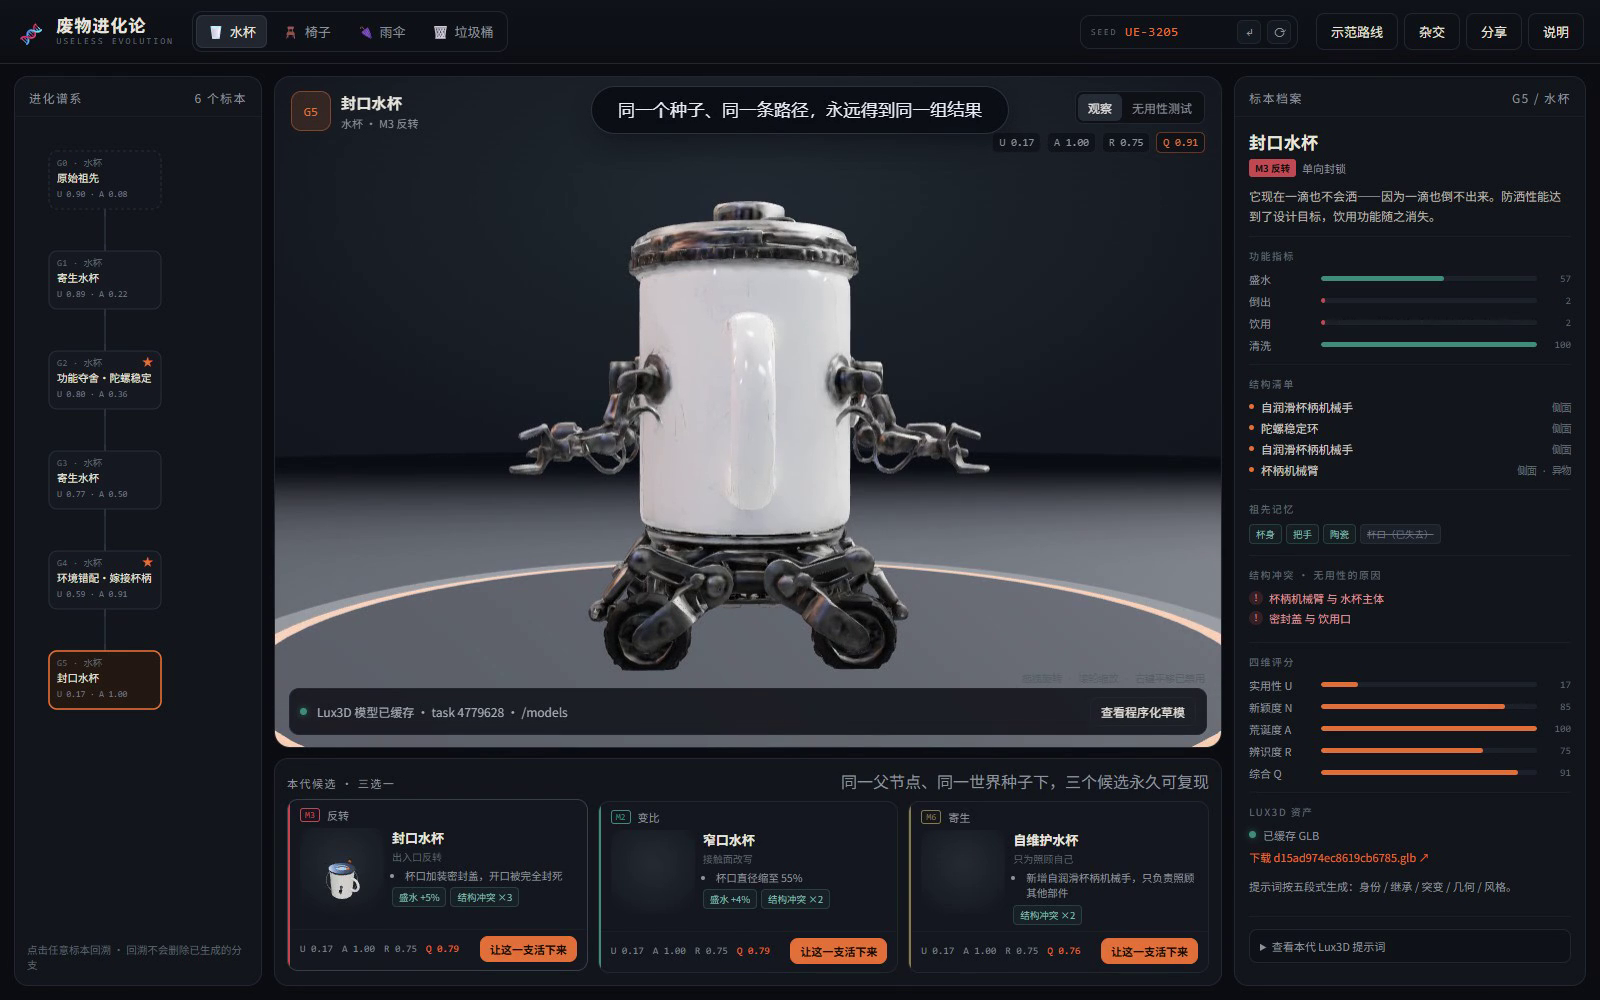 废物进化论
USELESS EVOLUTION
水杯
椅子
雨伞
垃圾桶
SEED UE-3205
示范路线
杂交
分享
说明
进化谱系
6 个标本
G0 · 水杯
原始祖先
U 0.90 · A 0.08
G1 · 水杯
寄生水杯
U 0.89 · A 0.22
G2 · 水杯
功能夺舍·陀螺稳定
U 0.80 · A 0.36
G3 · 水杯
寄生水杯
U 0.77 · A 0.50
G4 · 水杯
环境错配·嫁接杯柄
U 0.59 · A 0.91
G5 · 水杯
封口水杯
U 0.17 · A 1.00
点击任意标本回溯 · 回溯不会删除已生成的分
支
G5
封口水杯
水杯 · M3 反转
同一个种子、同一条路径，永远得到同一组结果
观察
无用性测试
U 0.17 A 1.00 R 0.75 Q 0.91
Lux3D 模型已缓存 · task 4779628 · /models
查看程序化草模
本代候选 · 三选一
同一父节点、同一世界种子下，三个候选永久可复现
M3 反转
封口水杯
出入口反转
• 杯口加装密封盖，开口被完全封死
盛水 +5%
结构冲突 ×3
U 0.17 A 1.00 R 0.75 Q 0.79
让这一支活下来
M2 变比
窄口水杯
接触面改写
• 杯口直径缩至 55%
盛水 +4%
结构冲突 ×2
U 0.17 A 1.00 R 0.75 Q 0.79
让这一支活下来
M6 寄生
自维护水杯
只为照顾自己
• 新增自润滑杯柄机械手，只负责照顾
其他部件
结构冲突 ×2
U 0.17 A 1.00 R 0.75 Q 0.76
让这一支活下来
标本档案
G5 / 水杯
封口水杯
M3 反转 单向封锁
它现在一滴也不会洒——因为一滴也倒不出来。防洒性能达
到了设计目标，饮用功能随之消失。
功能指标
盛水 57
倒出 2
饮用 2
清洗 100
结构清单
自润滑杯柄机械手 侧面
陀螺稳定环 侧面
自润滑杯柄机械手 侧面
杯柄机械臂 侧面 · 异物
祖先记忆
杯身 把手 陶瓷 杯口（已失去）
结构冲突 · 无用性的原因
! 杯柄机械臂 与 水杯主体
! 密封盖 与 饮用口
四维评分
实用性 U 17
新颖度 N 85
荒诞度 A 100
辨识度 R 75
综合 Q 91
LUX3D 资产
已缓存 GLB
下载 d15ad974ec8619cb6785.glb ↗
提示词按五段式生成：身份 / 继承 / 突变 / 几何 / 风格。
▶ 查看本代 Lux3D 提示词